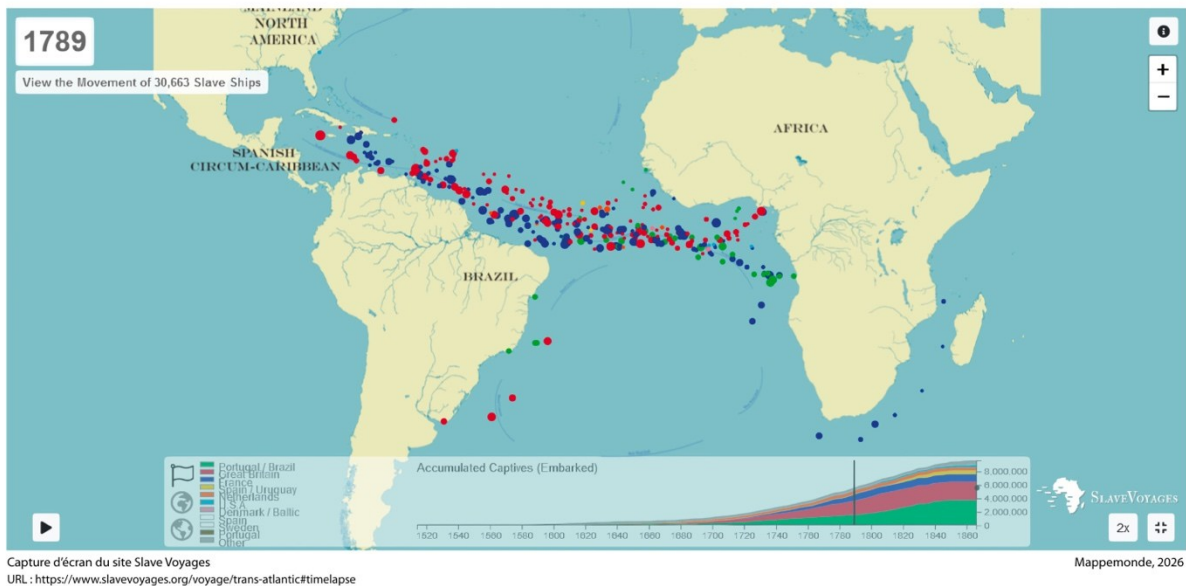 1789
View the Movement of 30,663 Slave Ships
MAINLAND
NORTH
AMERICA
SPANISH
CIRCUM-CARIBBEAN
BRAZIL
AFRICA
Portugal / Brazil
Great Britain
France
Spain / Uruguay
Netherlands
U.S.A
Denmark / Baltic
Spain
Sweden
Portugal
Other
Accumulated Captives (Embarked)
8,000,000
6,000,000
4,000,000
2,000,000
0
1520 1540 1560 1580 1600 1620 1640 1660 1680 1700 1720 1740 1760 1780 1800 1820 1840 1860
SLAVEVOYAGES
2x
Capture d’écran du site Slave Voyages
Mappemonde, 2026
URL : https://www.slavevoyages.org/voyage/trans-atlantic#timelapse